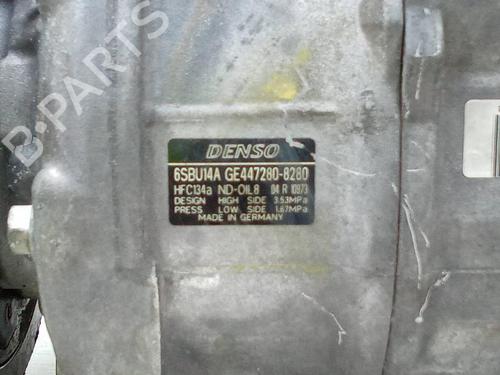 B-PARTS
DENSO
6SBU14A GE447280-8280
HFC134a ND-OIL8 04 R 10973
DESIGN HIGH SIDE 3.53MPa
PRESS LOW SIDE 1.67MPa
MADE IN GERMANY